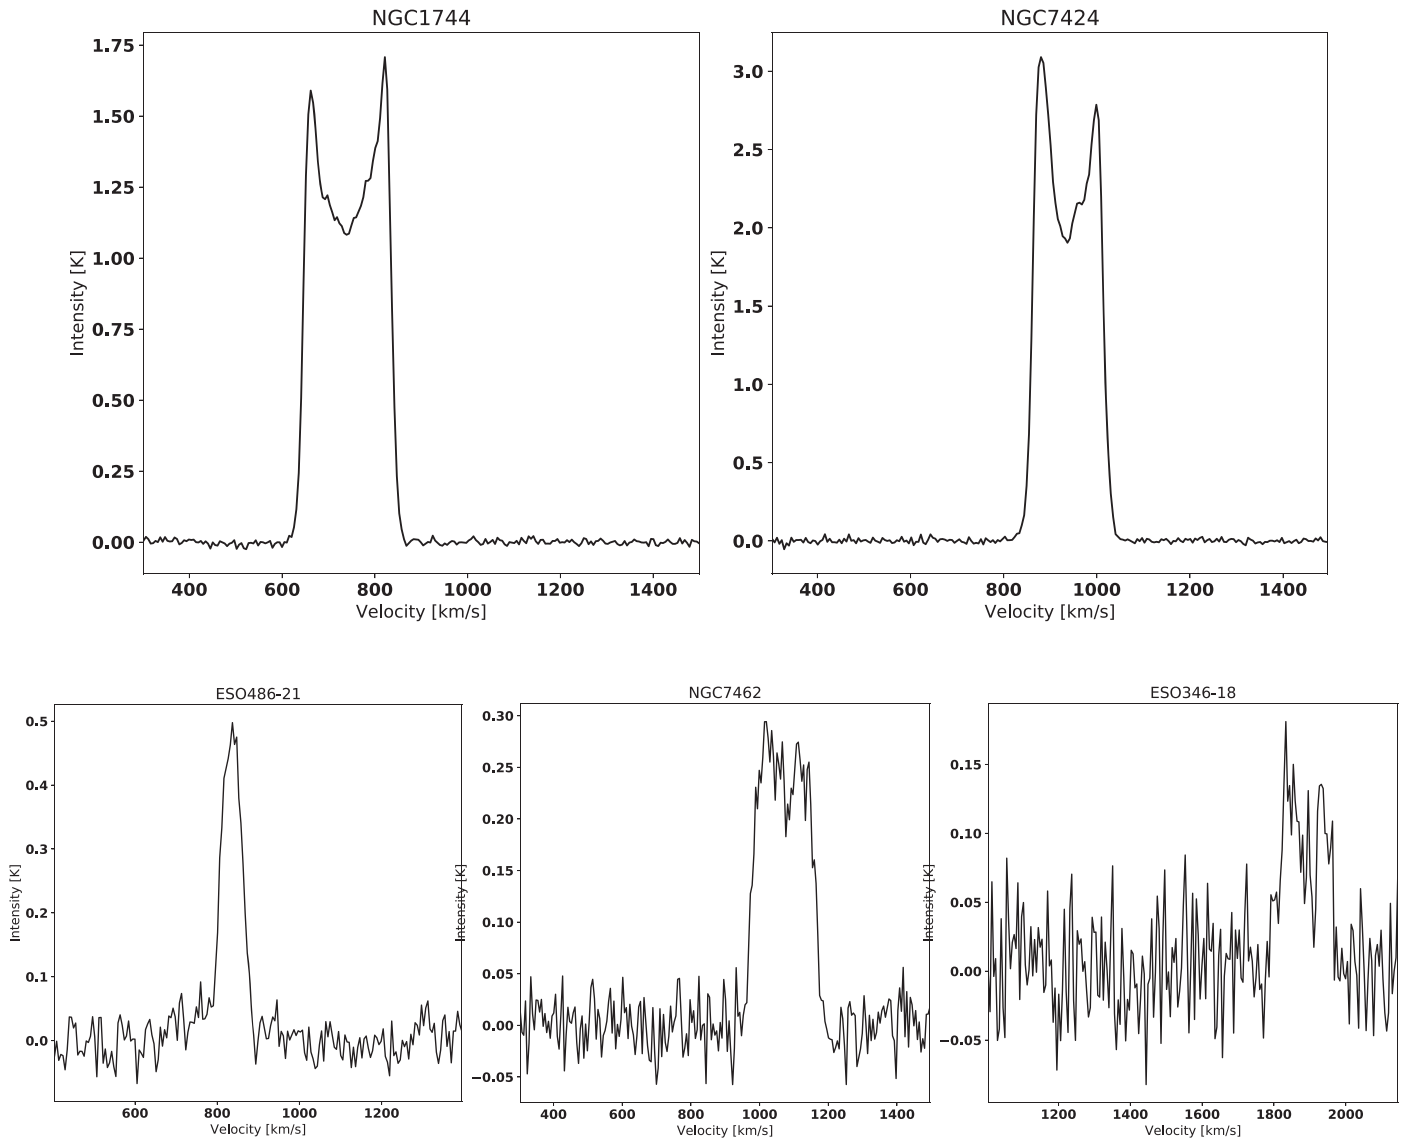 NGC1744
1.75
1.50
1.25
1.00
0.75
0.50
0.25
0.00
Intensity [K]
400 600 800 1000 1200 1400
Velocity [km/s]
NGC7424
3.0
2.5
2.0
1.5
1.0
0.5
0.0
Intensity [K]
400 600 800 1000 1200 1400
Velocity [km/s]
ESO486-21
0.5
0.4
0.3
0.2
0.1
0.0
Intensity [K]
600 800 1000 1200
Velocity [km/s]
NGC7462
0.30
0.25
0.20
0.15
0.10
0.05
0.00
−0.05
Intensity [K]
400 600 800 1000 1200 1400
Velocity [km/s]
ESO346-18
0.15
0.10
0.05
0.00
−0.05
Intensity [K]
1200 1400 1600 1800 2000
Velocity [km/s]